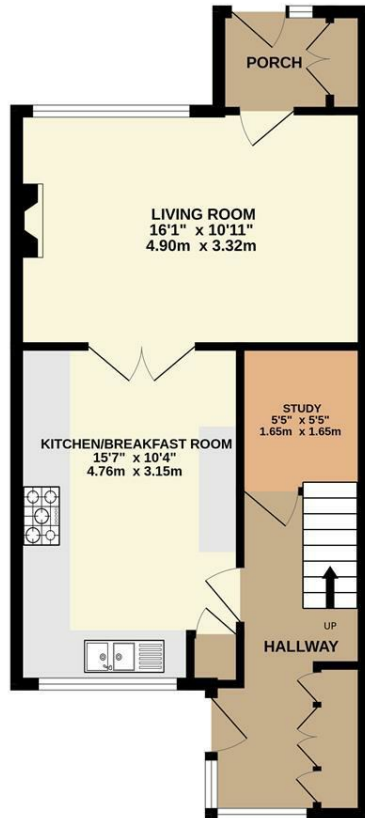 PORCH
LIVING ROOM
16'1" x 10'11"
4.90m x 3.32m
STUDY
5'5" x 5'5"
1.65m x 1.65m
KITCHEN/BREAKFAST ROOM
15'7" x 10'4"
4.76m x 3.15m
UP
HALLWAY